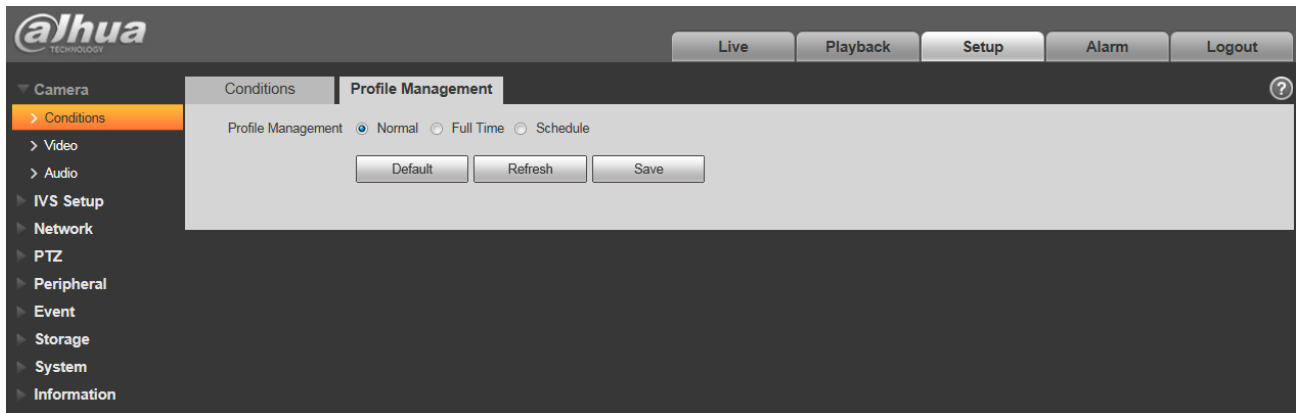 alhua
TECHNOLOGY
Live Playback Setup Alarm Logout
Camera
Conditions
Video
Audio
IVS Setup
Network
PTZ
Peripheral
Event
Storage
System
Information
Conditions Profile Management ?
Profile Management Normal Full Time Schedule
Default Refresh Save